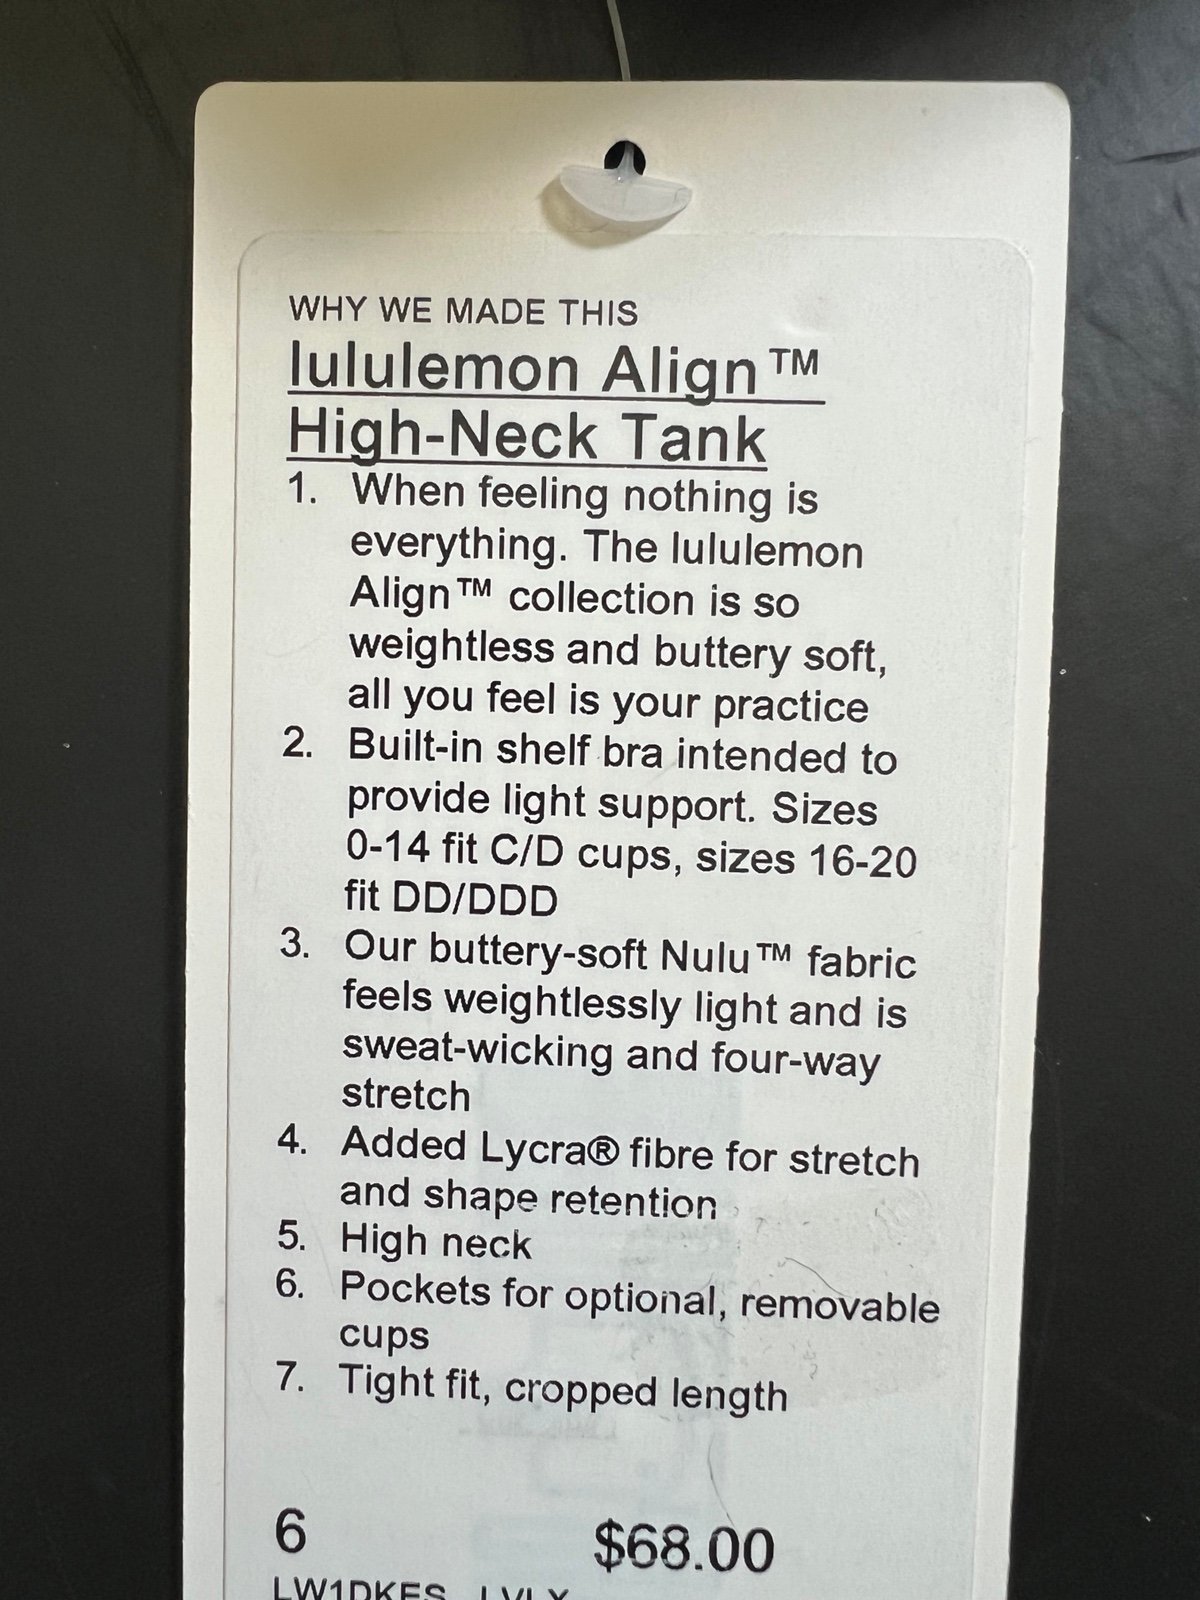 WHY WE MADE THIS
lululemon Align™
High-Neck Tank
1. When feeling nothing is
everything. The lululemon
Align™ collection is so
weightless and buttery soft,
all you feel is your practice
2. Built-in shelf bra intended to
provide light support. Sizes
0-14 fit C/D cups, sizes 16-20
fit DD/DDD
3. Our buttery-soft Nulu™ fabric
feels weightlessly light and is
sweat-wicking and four-way
stretch
4. Added Lycra® fibre for stretch
and shape retention
5. High neck
6. Pockets for optional, removable
cups
7. Tight fit, cropped length
6 $68.00
LW1DKES LVLX